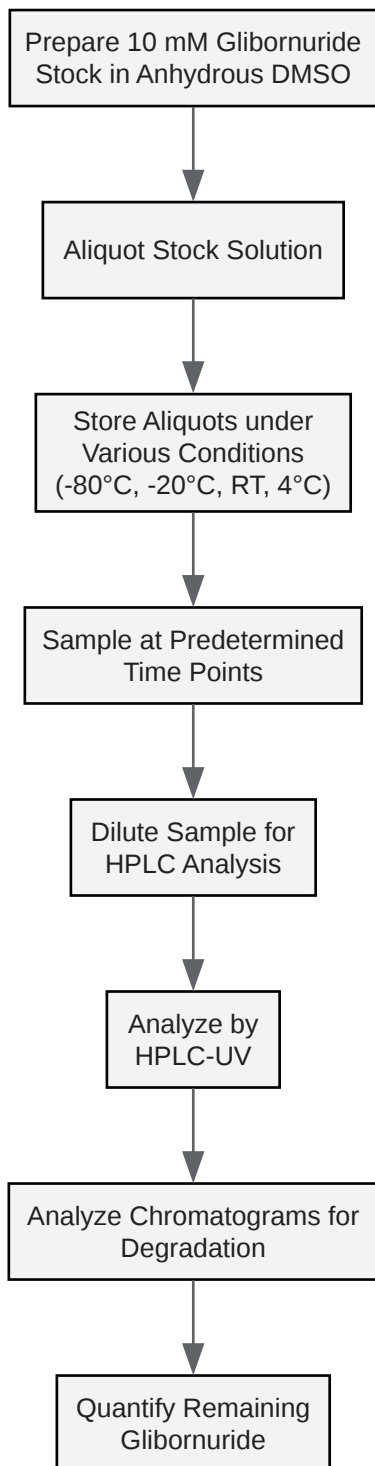 Prepare 10 mM Glibornuride
Stock in Anhydrous DMSO
Aliquot Stock Solution
Store Aliquots under
Various Conditions
(-80°C, -20°C, RT, 4°C)
Sample at Predetermined
Time Points
Dilute Sample for
HPLC Analysis
Analyze by
HPLC-UV
Analyze Chromatograms for
Degradation
Quantify Remaining
Glibornuride